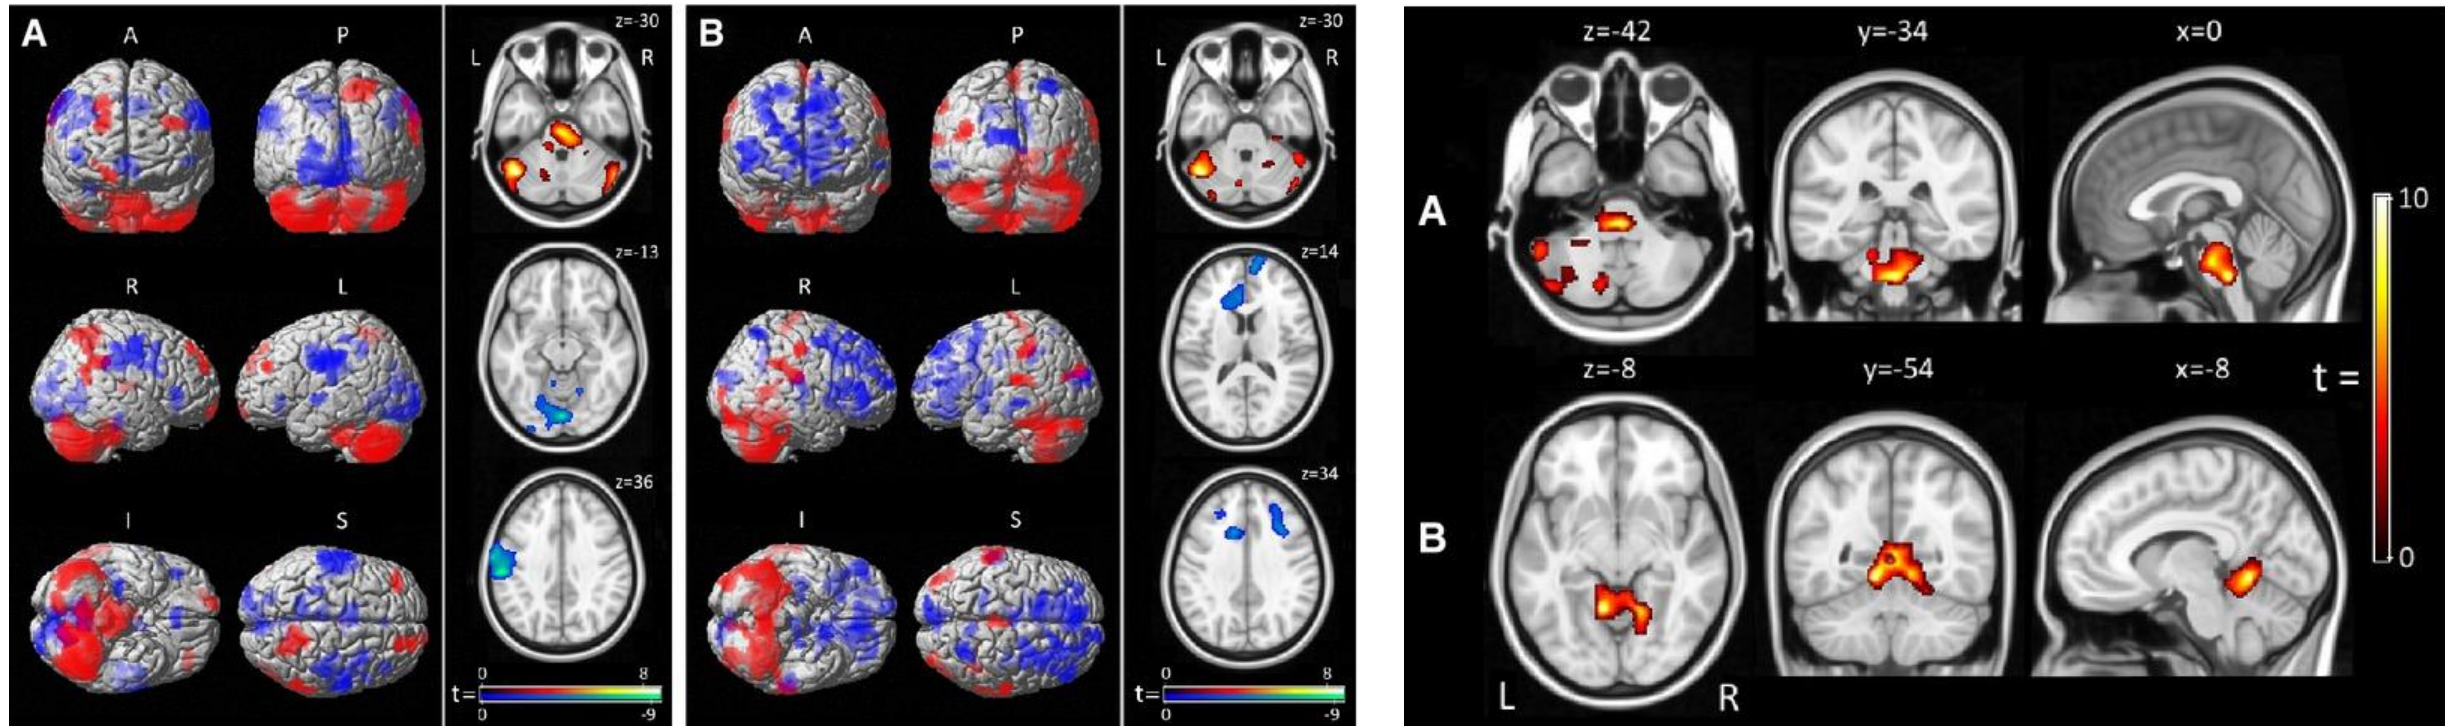 A
A P
R L
I S
z=-30
L R
z=-13
z=36
0 8
t=
0 -9
B
A P
R L
I S
z=-30
L R
z=14
z=34
0 8
t=
0 -9
A
z=-42 y=-34 x=0
B
z=-8 y=-54 x=-8
L R
10
t =
0